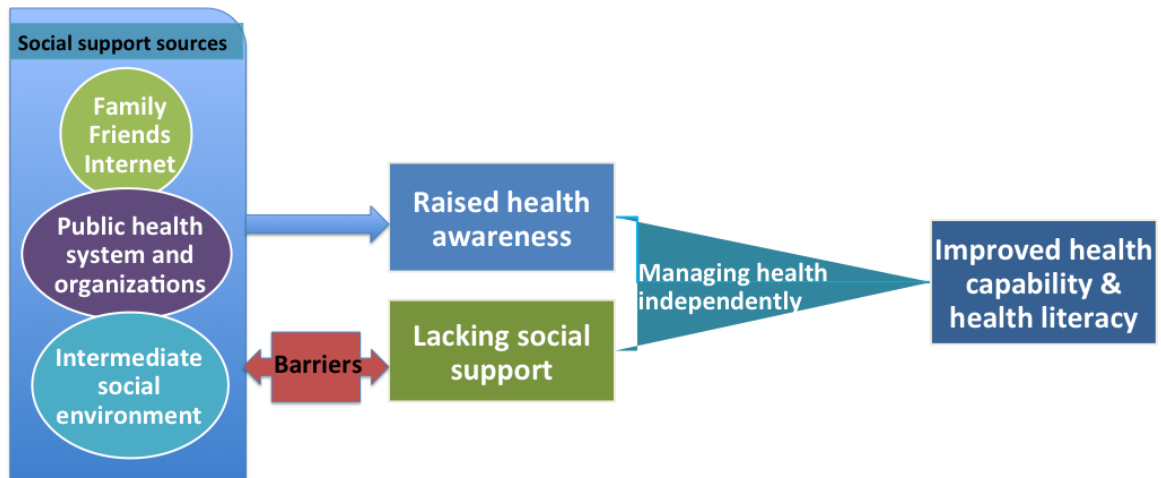 Social support sources
Family
Friends
Internet
Public health
system and
organizations
Intermediate
social
environment
Raised health
awareness
Barriers
Lacking social
support
Managing health
independently
Improved health
capability &
health literacy